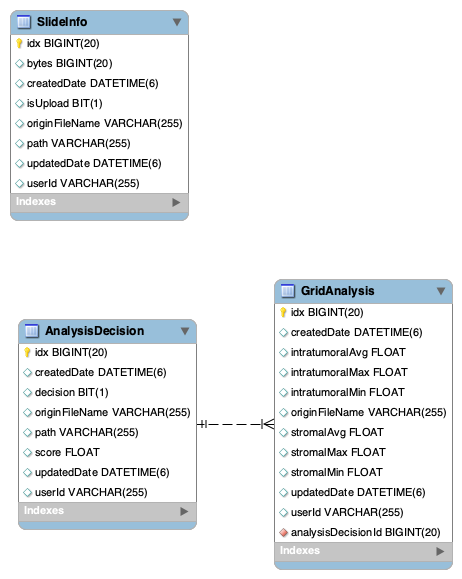 SlideInfo
idx BIGINT(20)
bytes BIGINT(20)
createdDate DATETIME(6)
isUpload BIT(1)
originFileName VARCHAR(255)
path VARCHAR(255)
updatedDate DATETIME(6)
userId VARCHAR(255)
Indexes
AnalysisDecision
idx BIGINT(20)
createdDate DATETIME(6)
decision BIT(1)
originFileName VARCHAR(255)
path VARCHAR(255)
score FLOAT
updatedDate DATETIME(6)
userId VARCHAR(255)
Indexes
GridAnalysis
idx BIGINT(20)
createdDate DATETIME(6)
intratumoralAvg FLOAT
intratumoralMax FLOAT
intratumoralMin FLOAT
originFileName VARCHAR(255)
stromalAvg FLOAT
stromalMax FLOAT
stromalMin FLOAT
updatedDate DATETIME(6)
userId VARCHAR(255)
analysisDecisionId BIGINT(20)
Indexes